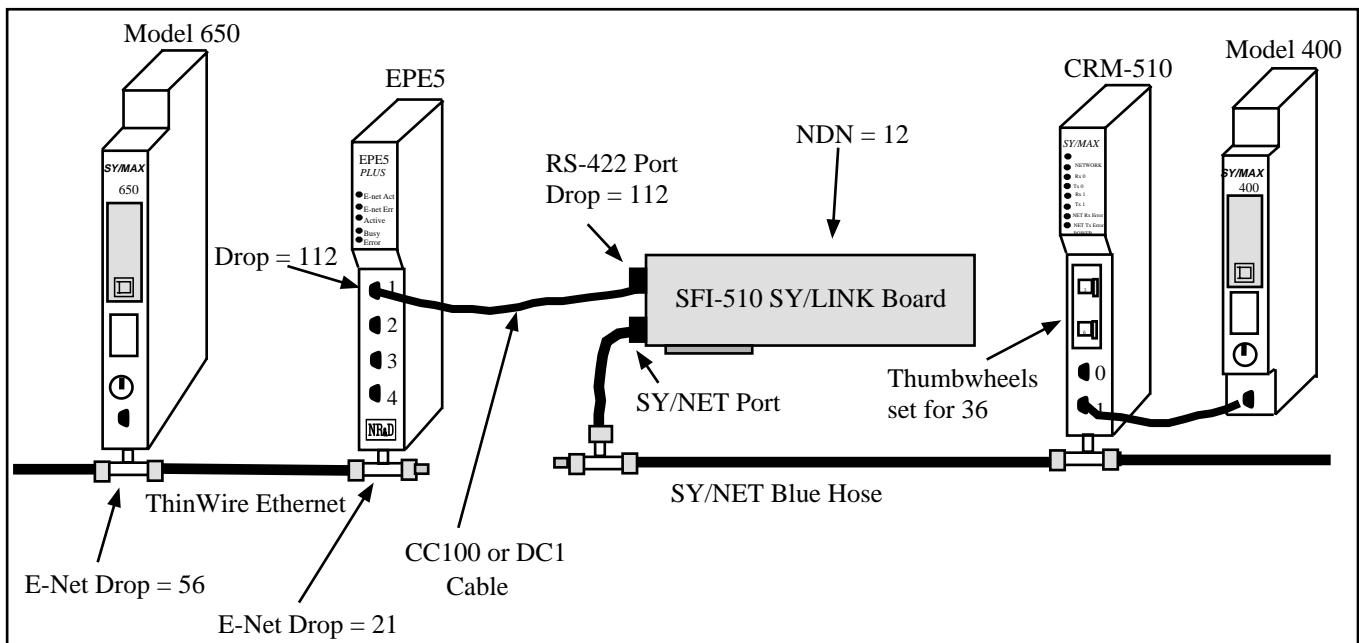 Model 650
EPE5
CRM-510
Model 400
NDN = 12
RS-422 Port
Drop = 112
SY/MAX
650
EPE5
PLUS
E-net Act
E-net Err
Active
Busy
Error
SY/MAX
NETWORK
Rx 0
Tx 0
Rx 1
Tx 1
NET Rx Error
NET Tx Error
POWER
SY/MAX
400
Drop = 112
1
2
3
4
NR&D
SFI-510 SY/LINK Board
SY/NET Port
Thumbwheels
set for 36
0
1
ThinWire Ethernet
SY/NET Blue Hose
CC100 or DC1
Cable
E-Net Drop = 56
E-Net Drop = 21